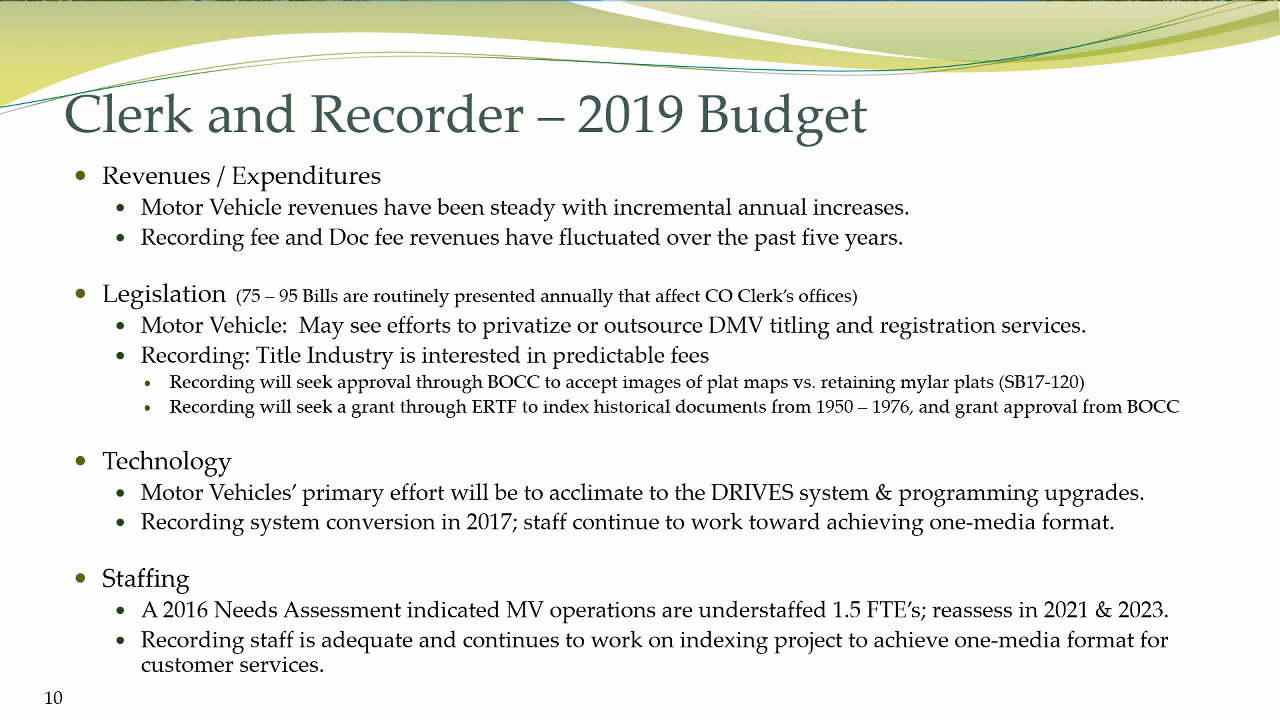 Clerk and Recorder – 2019 Budget
• Revenues / Expenditures
• Motor Vehicle revenues have been steady with incremental annual increases.
• Recording fee and Doc fee revenues have fluctuated over the past five years.
• Legislation (75 – 95 Bills are routinely presented annually that affect CO Clerk’s offices)
• Motor Vehicle: May see efforts to privatize or outsource DMV titling and registration services.
• Recording: Title Industry is interested in predictable fees
• Recording will seek approval through BOCC to accept images of plat maps vs. retaining mylar plats (SB17-120)
• Recording will seek a grant through ERTF to index historical documents from 1950 – 1976, and grant approval from BOCC
• Technology
• Motor Vehicles’ primary effort will be to acclimate to the DRIVES system & programming upgrades.
• Recording system conversion in 2017; staff continue to work toward achieving one-media format.
• Staffing
• A 2016 Needs Assessment indicated MV operations are understaffed 1.5 FTE’s; reassess in 2021 & 2023.
• Recording staff is adequate and continues to work on indexing project to achieve one-media format for
customer services.
10